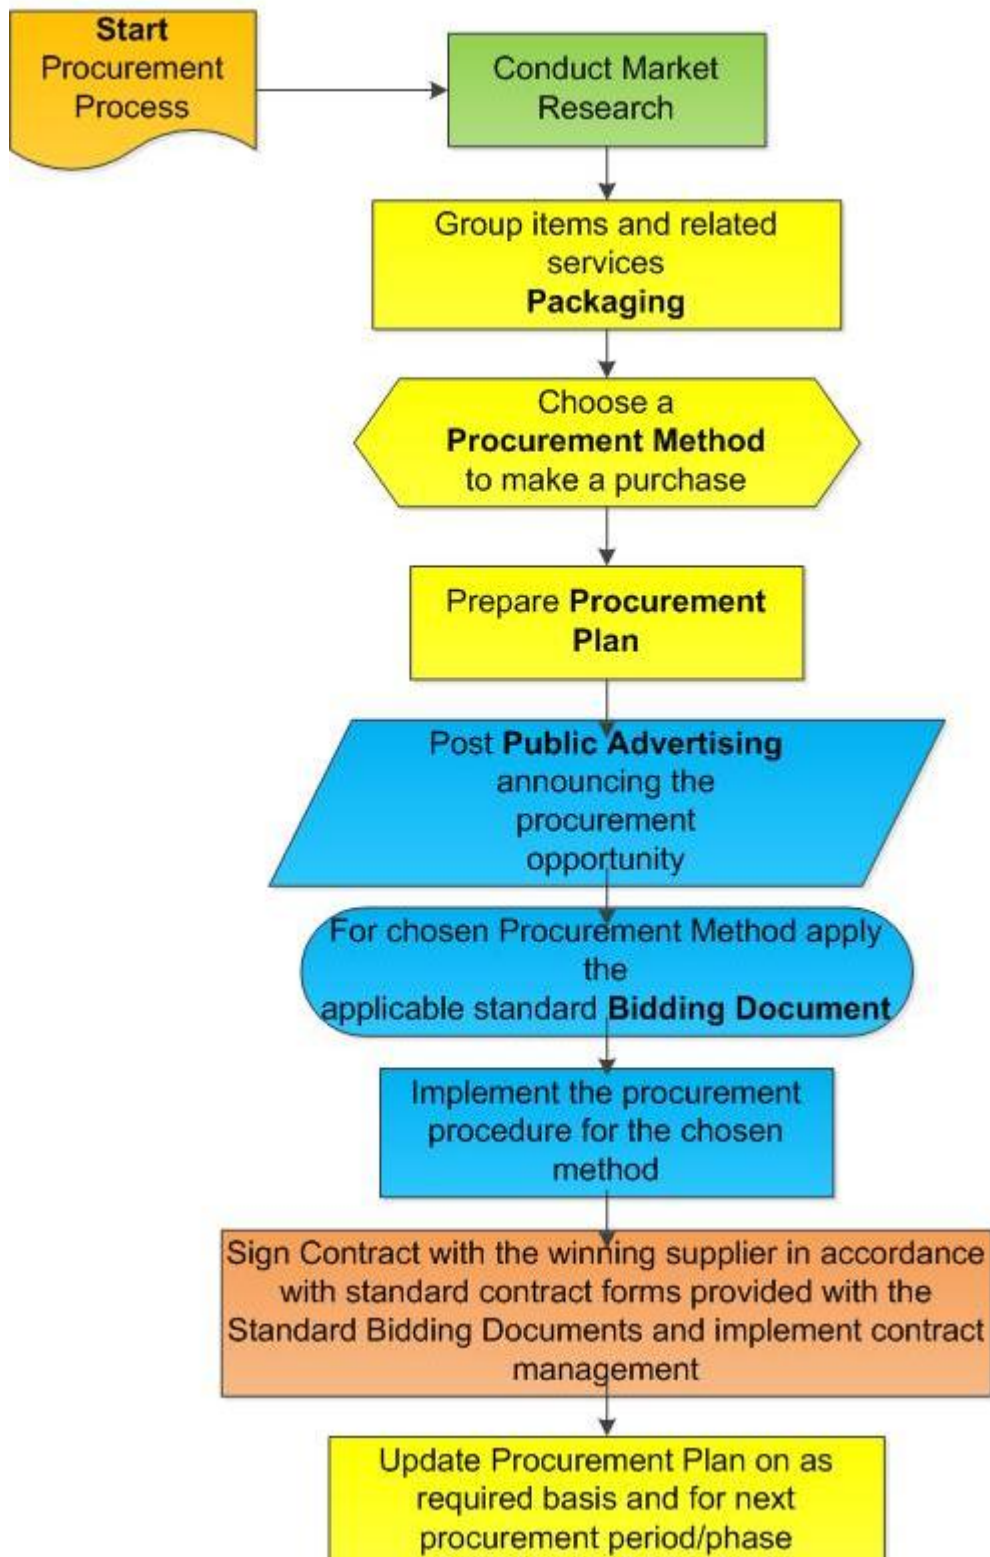 Start
Procurement
Process
Conduct Market
Research
Group items and related
services
Packaging
Choose a
Procurement Method
to make a purchase
Prepare Procurement
Plan
Post Public Advertising
announcing the
procurement
opportunity
For chosen Procurement Method apply
the
applicable standard Bidding Document
Implement the procurement
procedure for the chosen
method
Sign Contract with the winning supplier in accordance
with standard contract forms provided with the
Standard Bidding Documents and implement contract
management
Update Procurement Plan on as
required basis and for next
procurement period/phase